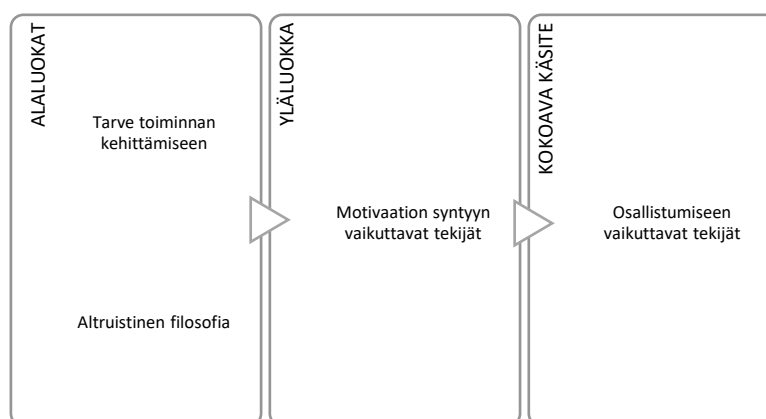 ALALUOKAT
Tarve toiminnan
kehittämiseen
Altruistinen filosofia
YLÄLUOKKA
Motivaation syntyyn
vaikuttavat tekijät
KOKOAVA KÄSITE
Osallistumiseen
vaikuttavat tekijät